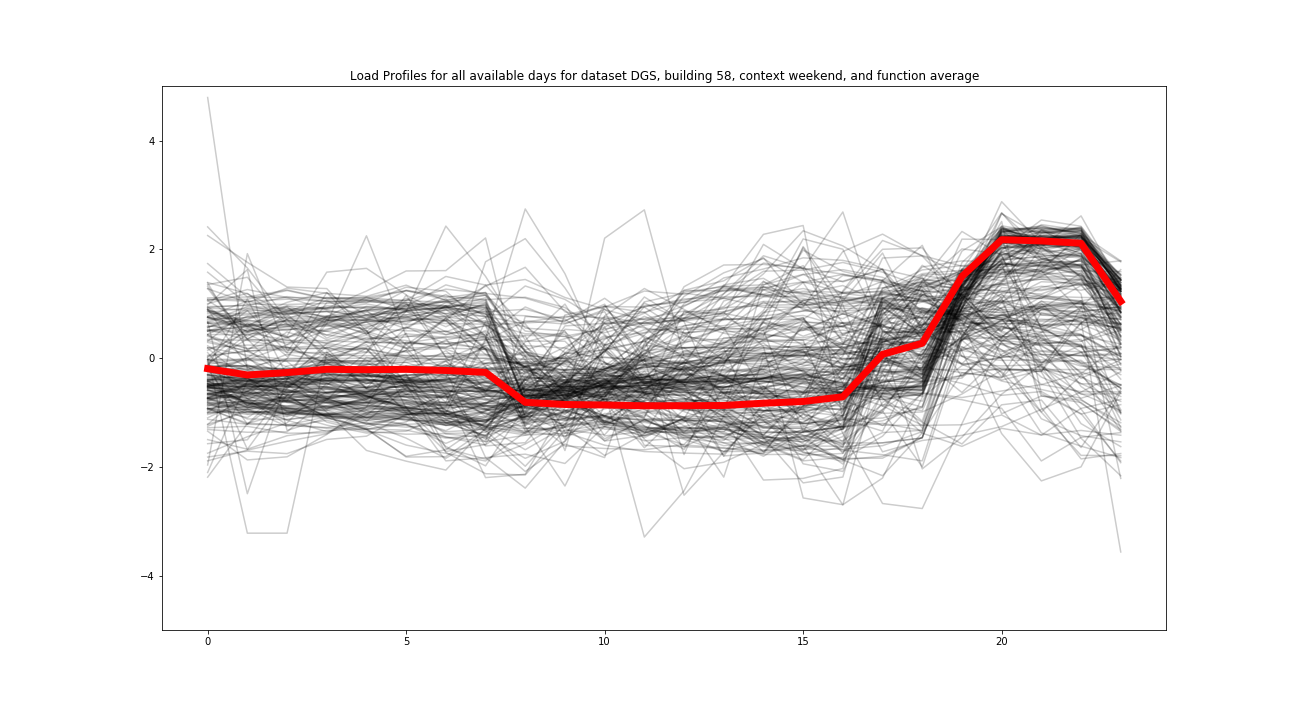 Load Profiles for all available days for dataset DGS, building 58, context weekend, and function average
4
2
0
−2
−4
0 5 10 15 20